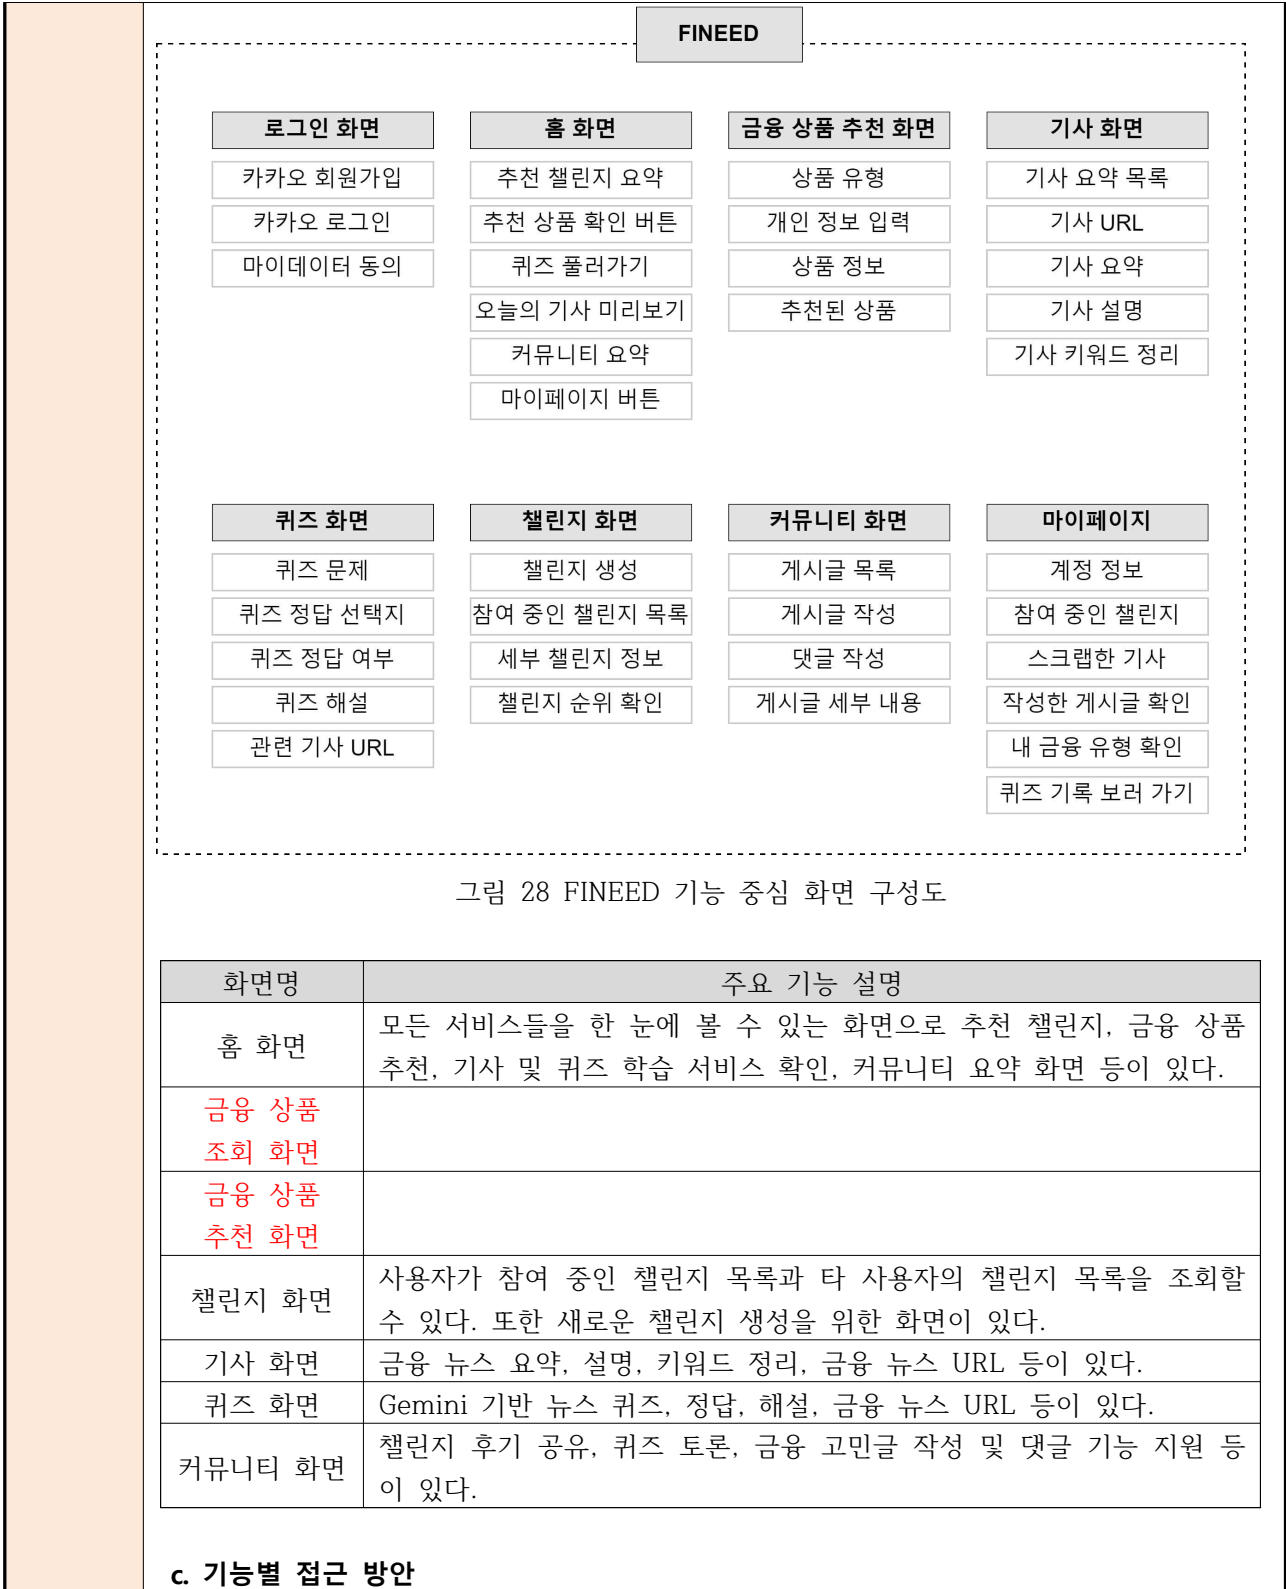 FINEED
로그인 화면
카카오 회원가입
카카오 로그인
마이데이터 동의
홈 화면
추천 챌린지 요약
추천 상품 확인 버튼
퀴즈 풀러가기
오늘의 기사 미리보기
커뮤니티 요약
마이페이지 버튼
금융 상품 추천 화면
상품 유형
개인 정보 입력
상품 정보
추천된 상품
기사 화면
기사 요약 목록
기사 URL
기사 요약
기사 설명
기사 키워드 정리
퀴즈 화면
퀴즈 문제
퀴즈 정답 선택지
퀴즈 정답 여부
퀴즈 해설
관련 기사 URL
챌린지 화면
챌린지 생성
참여 중인 챌린지 목록
세부 챌린지 정보
챌린지 순위 확인
커뮤니티 화면
게시글 목록
게시글 작성
댓글 작성
게시글 세부 내용
마이페이지
계정 정보
참여 중인 챌린지
스크랩한 기사
작성한 게시글 확인
내 금융 유형 확인
퀴즈 기록 보러 가기
그림 28 FINEED 기능 중심 화면 구성도
화면명
주요 기능 설명
홈 화면
모든 서비스들을 한 눈에 볼 수 있는 화면으로 추천 챌린지, 금융 상품
추천, 기사 및 퀴즈 학습 서비스 확인, 커뮤니티 요약 화면 등이 있다.
금융 상품
조회 화면
금융 상품
추천 화면
챌린지 화면
사용자가 참여 중인 챌린지 목록과 타 사용자의 챌린지 목록을 조회할
수 있다. 또한 새로운 챌린지 생성을 위한 화면이 있다.
기사 화면
금융 뉴스 요약, 설명, 키워드 정리, 금융 뉴스 URL 등이 있다.
퀴즈 화면
Gemini 기반 뉴스 퀴즈, 정답, 해설, 금융 뉴스 URL 등이 있다.
커뮤니티 화면
챌린지 후기 공유, 퀴즈 토론, 금융 고민글 작성 및 댓글 기능 지원 등
이 있다.
c. 기능별 접근 방안